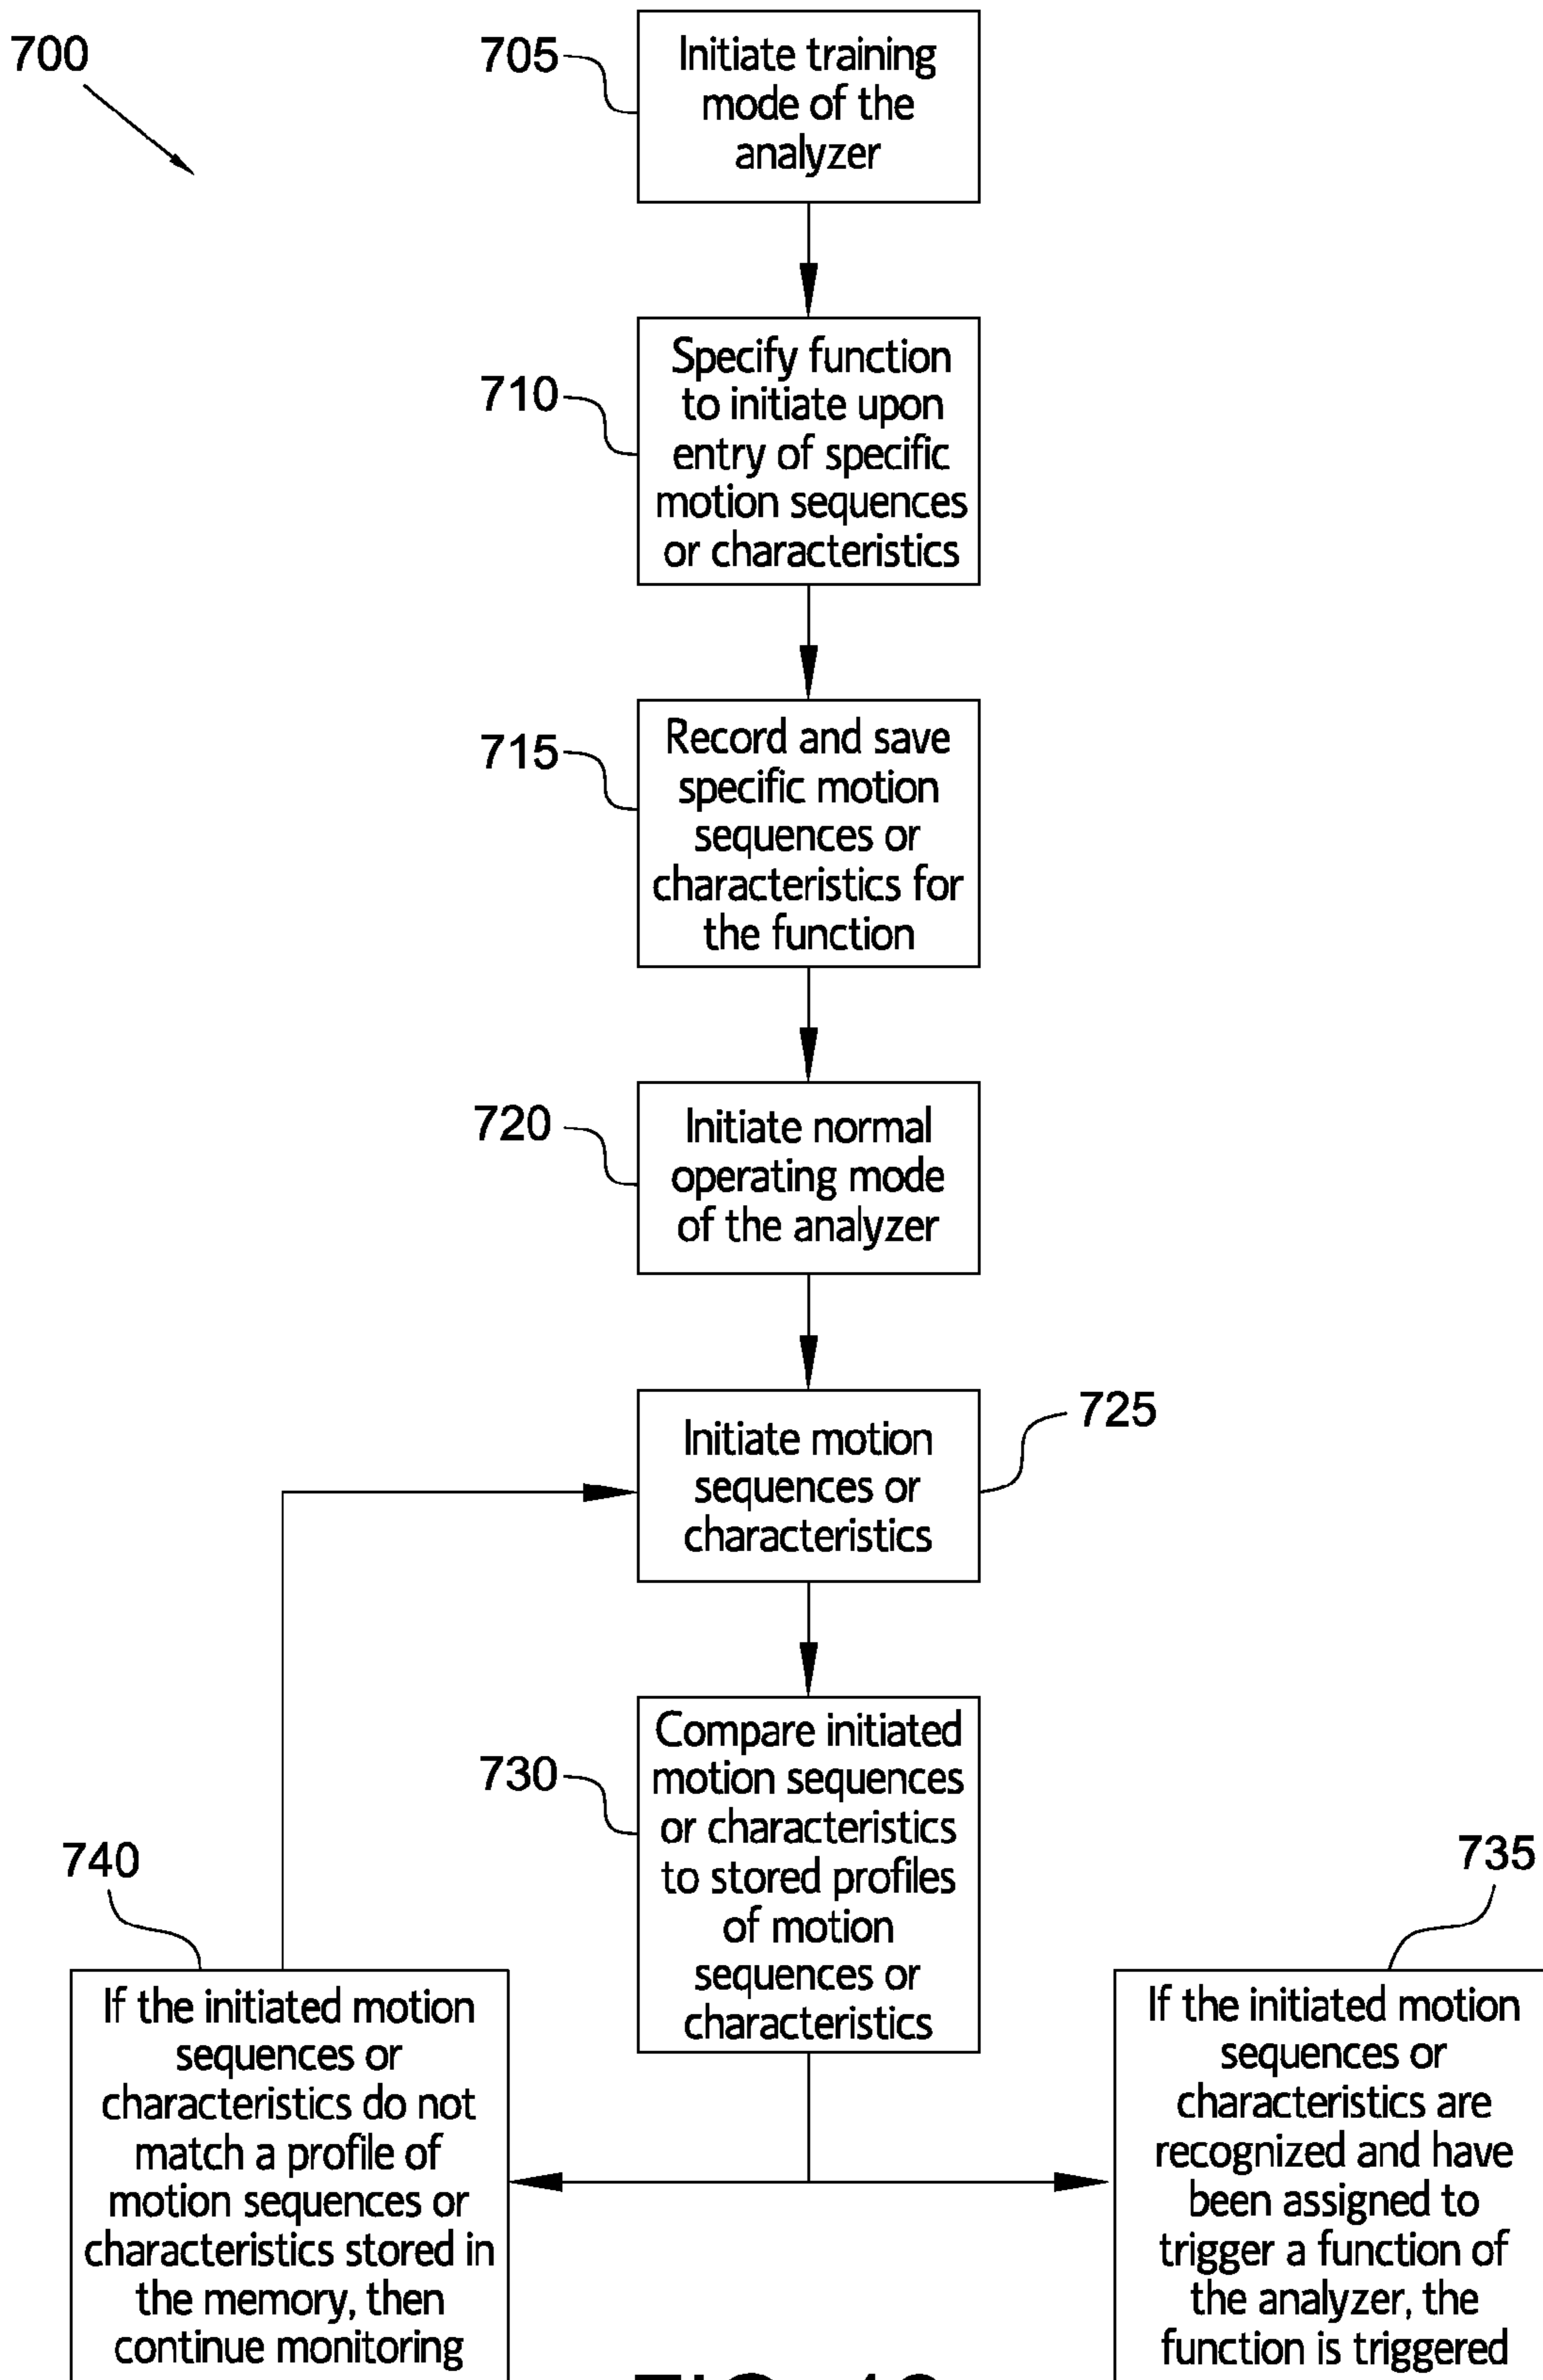 700
705
Initiate training
mode of the
analyzer
710
Specify function
to initiate upon
entry of specific
motion sequences
or characteristics
715
Record and save
specific motion
sequences or
characteristics for
the function
720
Initiate normal
operating mode
of the analyzer
725
Initiate motion
sequences or
characteristics
730
Compare initiated
motion sequences
or characteristics
to stored profiles
of motion
sequences or
characteristics
740
If the initiated motion
sequences or
characteristics do not
match a profile of
motion sequences or
characteristics stored in
the memory, then
continue monitoring
735
If the initiated motion
sequences or
characteristics are
recognized and have
been assigned to
trigger a function of
the analyzer, the
function is triggered